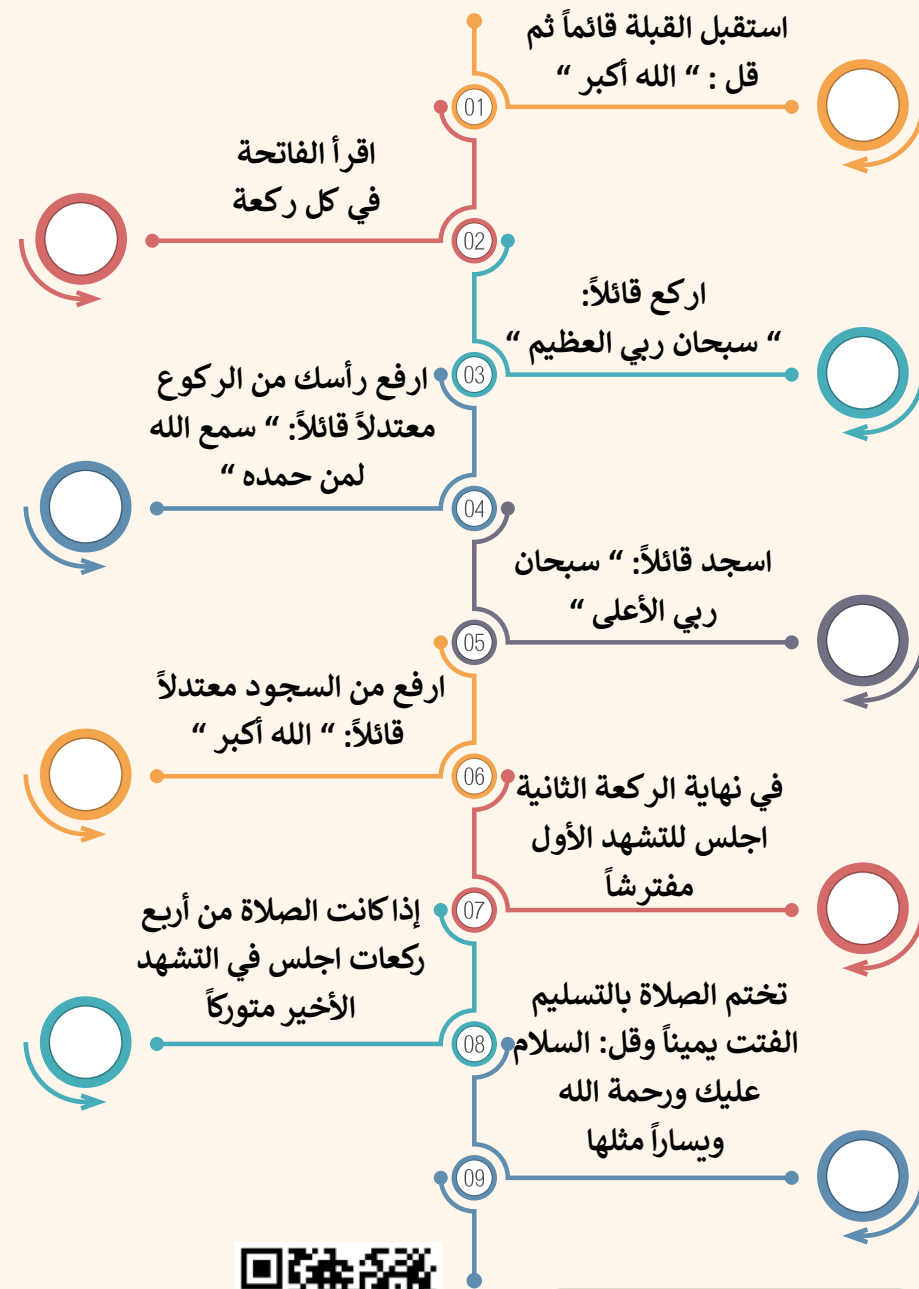 استقبل القبلة قائماً ثم
قل : “ الله أكبر “
01
اقرأ الفاتحة
في كل ركعة
02
اركع قائلاً:
“ سبحان ربي العظيم “
03
ارفع رأسك من الركوع
معتدلاً قائلاً: “ سمع الله
لمن حمده “
04
اسجد قائلاً: “ سبحان
ربي الأعلى “
05
ارفع من السجود معتدلاً
قائلاً: “ الله أكبر “
06
في نهاية الركعة الثانية
اجلس للتشهد الأول
مفترشاً
07
إذا كانت الصلاة من أربع
ركعات اجلس في التشهد
الأخير متوركاً
08
تختم الصلاة بالتسليم
الفتت يميناً وقل: السلام
عليك ورحمة الله
ويساراً مثلها
09